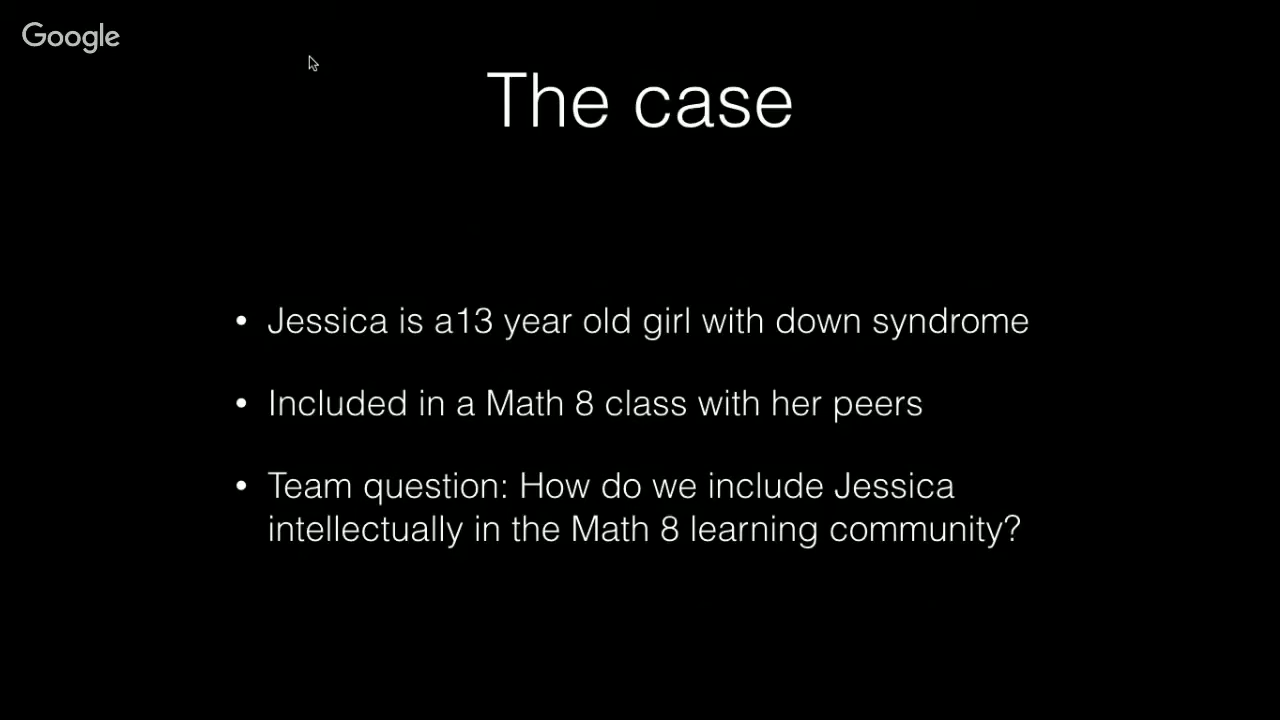 Google
The case
• Jessica is a13 year old girl with down syndrome
• Included in a Math 8 class with her peers
• Team question: How do we include Jessica
intellectually in the Math 8 learning community?